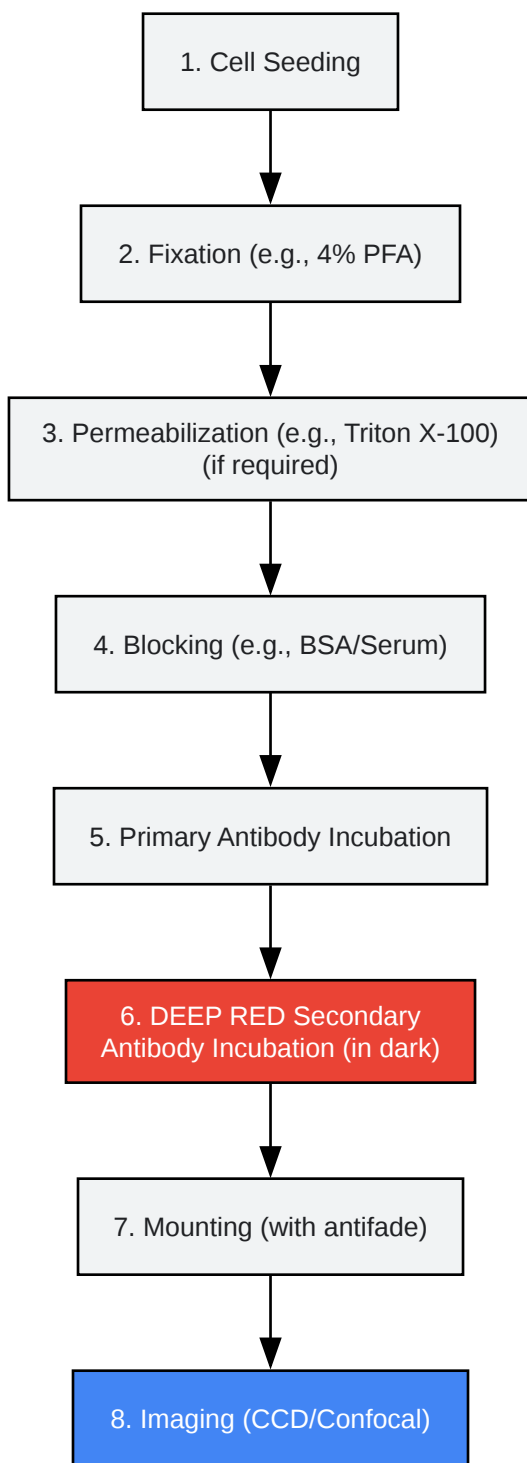 1. Cell Seeding
2. Fixation (e.g., 4% PFA)
3. Permeabilization (e.g., Triton X-100)
(if required)
4. Blocking (e.g., BSA/Serum)
5. Primary Antibody Incubation
6. DEEP RED Secondary
Antibody Incubation (in dark)
7. Mounting (with antifade)
8. Imaging (CCD/Confocal)